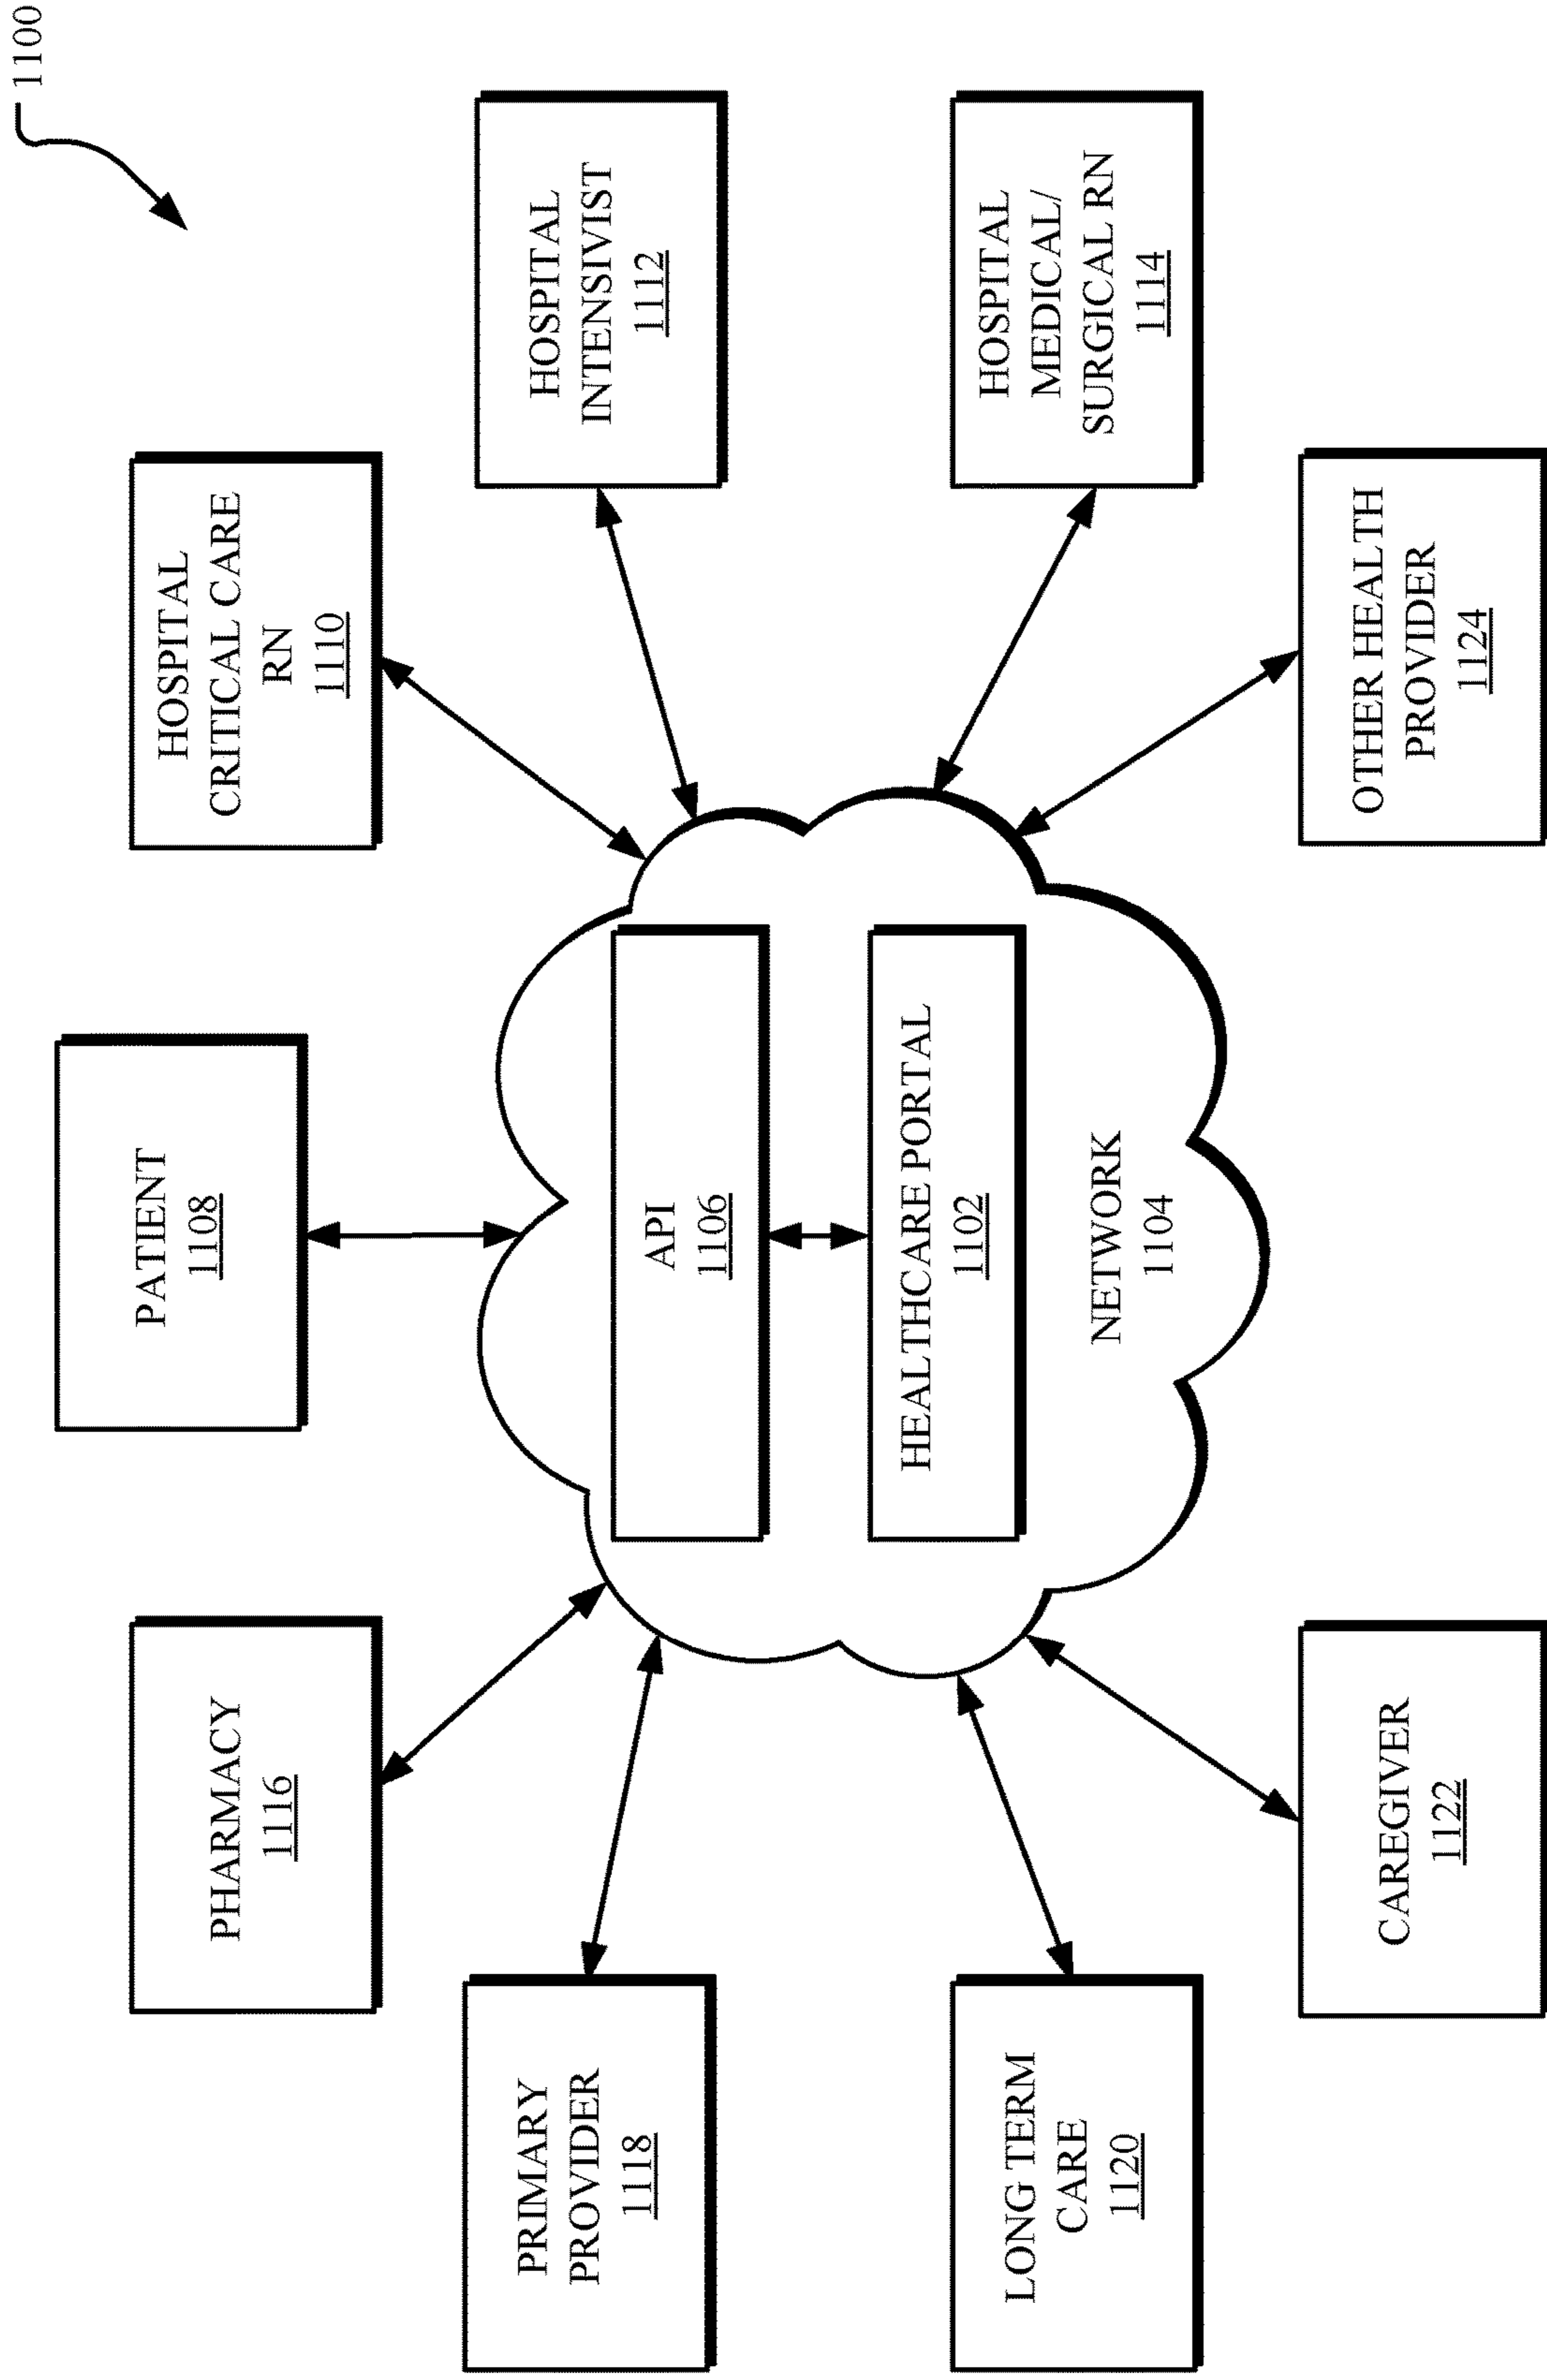 1100
PATIENT
1108
PHARMACY
1116
HOSPITAL
CRITICAL CARE
RN
1110
PRIMARY
PROVIDER
1118
HOSPITAL
INTENSIVIST
1112
API
1106
HEALTHCARE PORTAL
1102
NETWORK
1104
LONG TERM
CARE
1120
HOSPITAL
MEDICAL/
SURGICAL RN
1114
CAREGIVER
1122
OTHER HEALTH
PROVIDER
1124